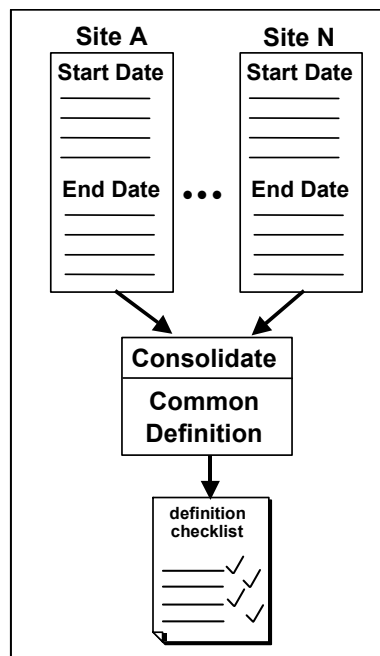 Site A
Site N
Start Date
Start Date
End Date
...
End Date
Consolidate
Common
Definition
definition
checklist